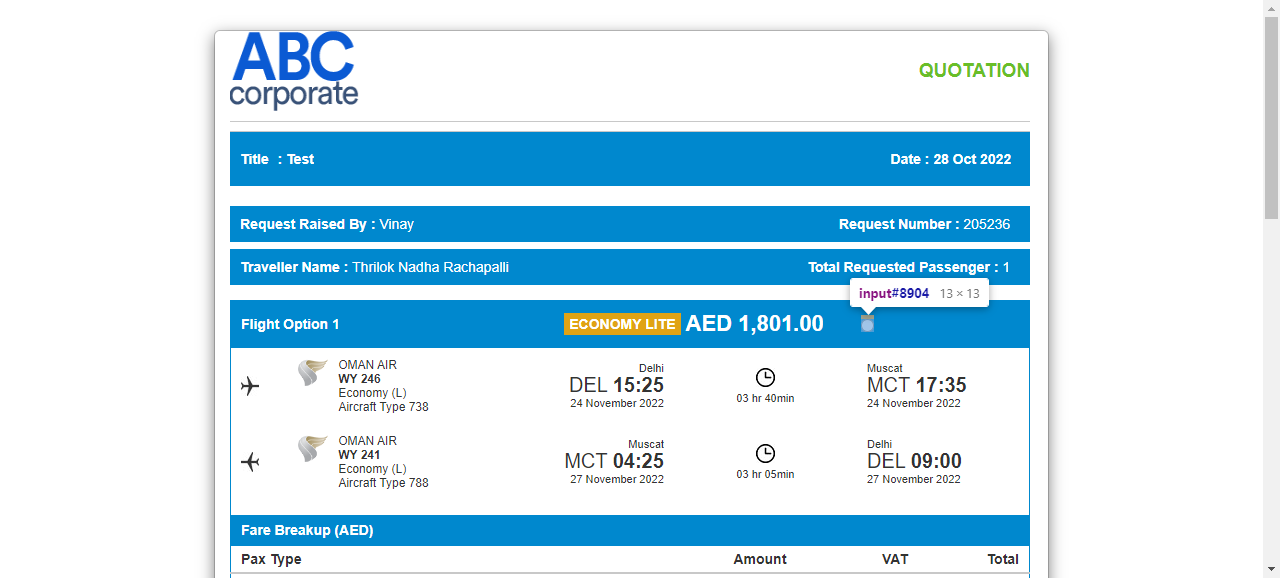 ABC
corporate
QUOTATION
Title : Test
Date : 28 Oct 2022
Request Raised By : Vinay
Request Number : 205236
Traveller Name : Thrilok Nadha Rachapalli
Total Requested Passenger : 1
input#8904 13 × 13
Flight Option 1
ECONOMY LITE AED 1,801.00
OMAN AIR
WY 246
Economy (L)
Aircraft Type 738
Delhi
DEL 15:25
24 November 2022
03 hr 40min
Muscat
MCT 17:35
24 November 2022
OMAN AIR
WY 241
Economy (L)
Aircraft Type 788
Muscat
MCT 04:25
27 November 2022
03 hr 05min
Delhi
DEL 09:00
27 November 2022
Fare Breakup (AED)
Pax Type Amount VAT Total